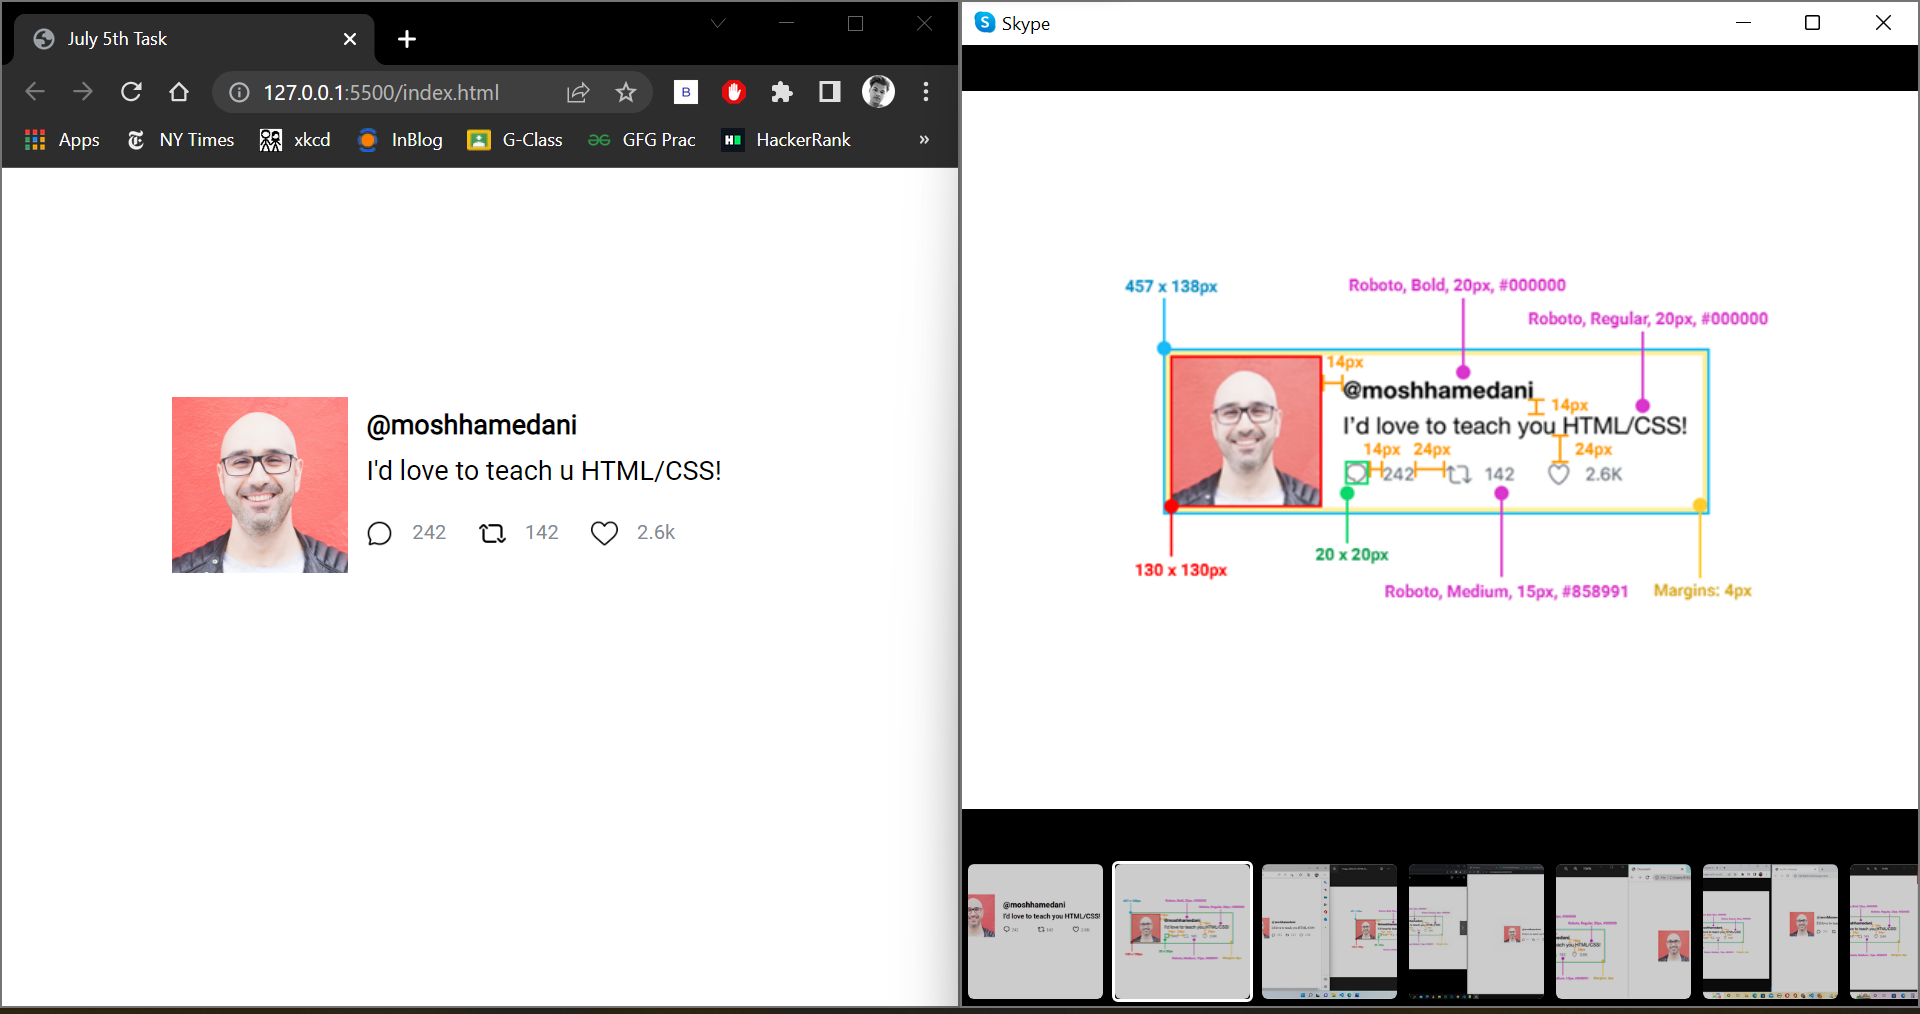 July 5th Task
127.0.0.1:5500/index.html
B
Apps
NY Times
xkcd
InBlog
G-Class
GFG Prac
HackerRank
»
@moshhamedani
I'd love to teach u HTML/CSS!
242 142 2.6k
Skype
457 x 138px
Roboto, Bold, 20px, #000000
Roboto, Regular, 20px, #000000
14px
@moshhamedani
14px
I'd love to teach you HTML/CSS!
14px 24px 24px
242 142 2.6K
20 x 20px
130 x 130px
Roboto, Medium, 15px, #858991
Margins: 4px
@moshhamedani
I'd love to teach you HTML/CSS!